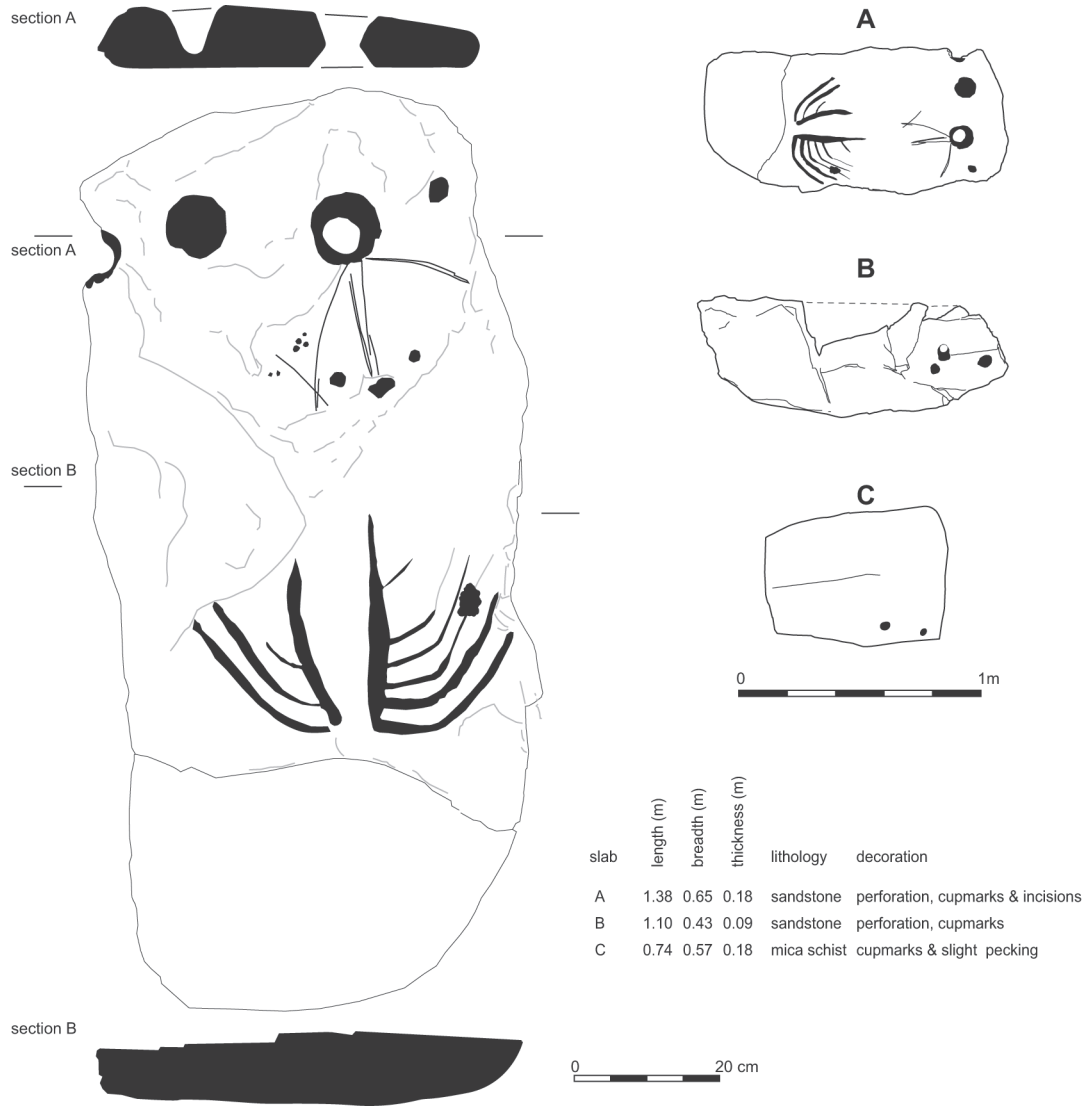 section A
section A
section B
section B
A
B
C
0 1m
slab length (m) breadth (m) thickness (m) lithology decoration
A 1.38 0.65 0.18 sandstone perforation, cupmarks & incisions
B 1.10 0.43 0.09 sandstone perforation, cupmarks
C 0.74 0.57 0.18 mica schist cupmarks & slight pecking
0 20 cm